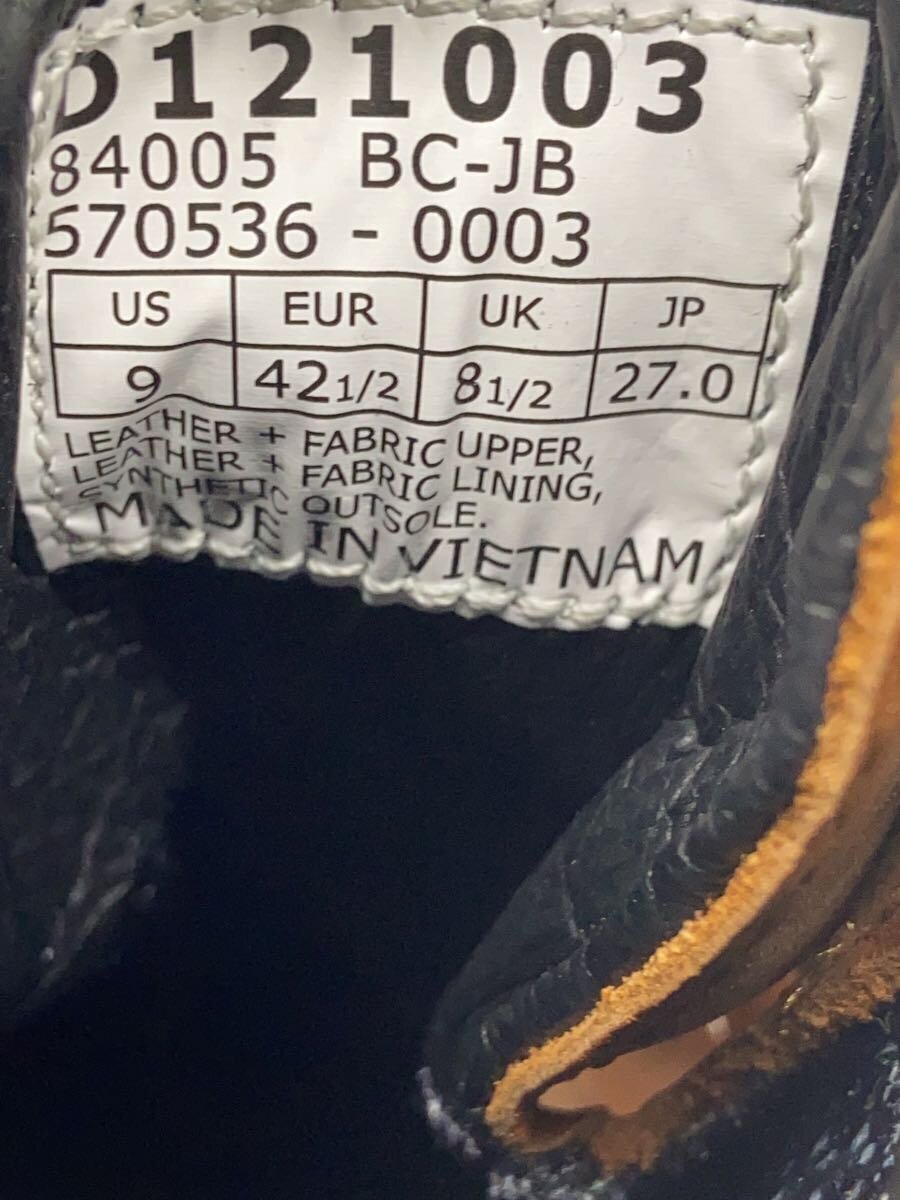 D121003
84005 BC-JB
570536 - 0003
US EUR UK JP
9 42 1/2 8 1/2 27.0
LEATHER + FABRIC UPPER,
LEATHER + FABRIC LINING,
SYNTHETIC OUTSOLE.
MADE IN VIETNAM